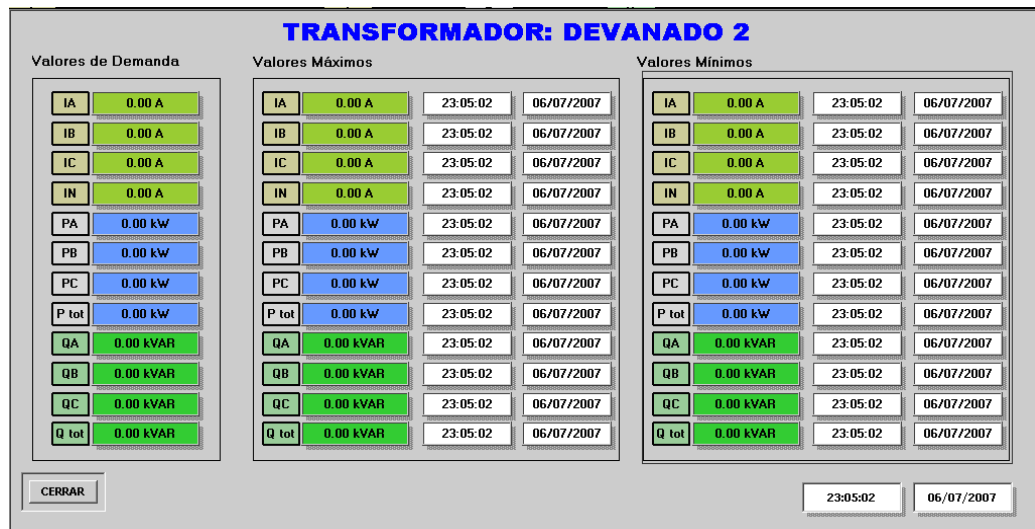 TRANSFORMADOR: DEVANADO 2
Valores de Demanda Valores Máximos Valores Mínimos
IA 0.00 A IA 0.00 A 23:05:02 06/07/2007 IA 0.00 A 23:05:02 06/07/2007
IB 0.00 A IB 0.00 A 23:05:02 06/07/2007 IB 0.00 A 23:05:02 06/07/2007
IC 0.00 A IC 0.00 A 23:05:02 06/07/2007 IC 0.00 A 23:05:02 06/07/2007
IN 0.00 A IN 0.00 A 23:05:02 06/07/2007 IN 0.00 A 23:05:02 06/07/2007
PA 0.00 kW PA 0.00 kW 23:05:02 06/07/2007 PA 0.00 kW 23:05:02 06/07/2007
PB 0.00 kW PB 0.00 kW 23:05:02 06/07/2007 PB 0.00 kW 23:05:02 06/07/2007
PC 0.00 kW PC 0.00 kW 23:05:02 06/07/2007 PC 0.00 kW 23:05:02 06/07/2007
P tot 0.00 kW P tot 0.00 kW 23:05:02 06/07/2007 P tot 0.00 kW 23:05:02 06/07/2007
QA 0.00 kVAR QA 0.00 kVAR 23:05:02 06/07/2007 QA 0.00 kVAR 23:05:02 06/07/2007
QB 0.00 kVAR QB 0.00 kVAR 23:05:02 06/07/2007 QB 0.00 kVAR 23:05:02 06/07/2007
QC 0.00 kVAR QC 0.00 kVAR 23:05:02 06/07/2007 QC 0.00 kVAR 23:05:02 06/07/2007
Q tot 0.00 kVAR Q tot 0.00 kVAR 23:05:02 06/07/2007 Q tot 0.00 kVAR 23:05:02 06/07/2007
CERRAR 23:05:02 06/07/2007